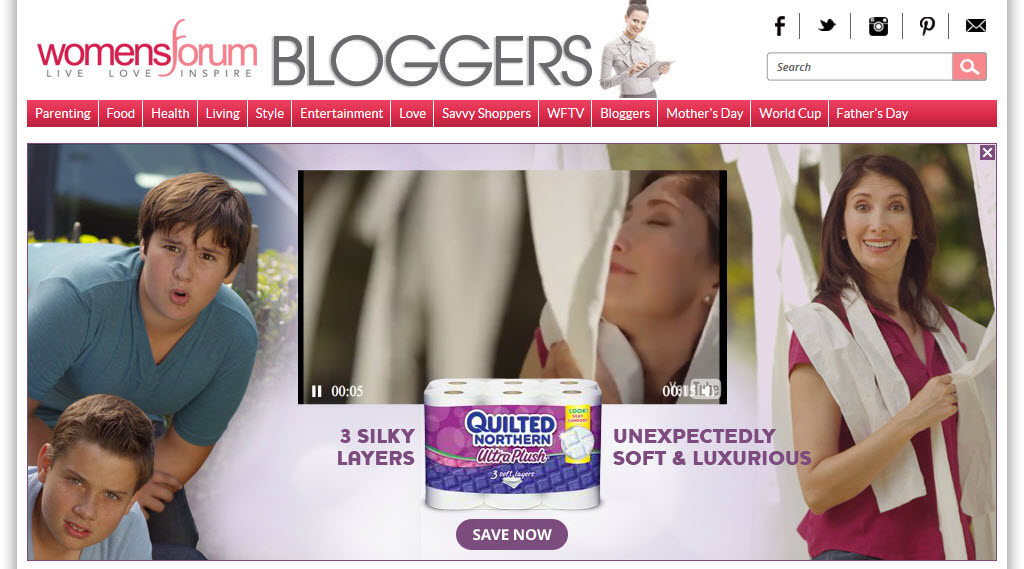 womensforum
LIVE LOVE INSPIRE
BLOGGERS
Search
Parenting Food Health Living Style Entertainment Love Savvy Shoppers WFTV Bloggers Mother's Day World Cup Father's Day
00:05
00:15
3 SILKY
LAYERS
QUILTED
NORTHERN
Ultra Plush
3 soft layers
LOOK!
UNEXPECTEDLY
SOFT & LUXURIOUS
SAVE NOW